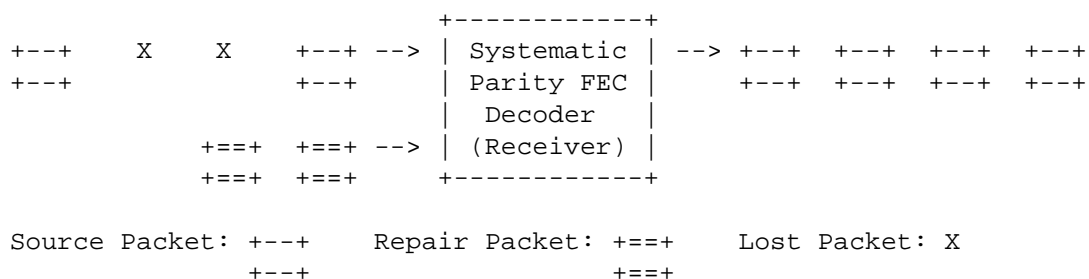 +------------+
+--+    X    X    +--+ -->  | Systematic | --> +--+  +--+  +--+  +--+
+--+              +--+      | Parity FEC |     +--+  +--+  +--+  +--+
                            |  Decoder   |
            +==+  +==+ -->  | (Receiver) |
            +==+  +==+      +------------+
Source Packet: +--+    Repair Packet: +==+    Lost Packet: X
               +--+                   +==+